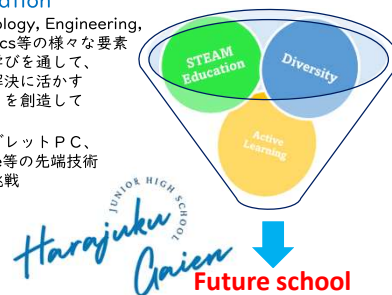 ation
ology, Engineering,
cs等の様々な要素
学びを通して、
解決に活かす
を創造して
ブレットPC、
等の先端技術
挑戦
STEAM
Education
Diversity
Active
Learning
JUNIOR HIGH SCHOOL
Harajuku
Gaien
Future school